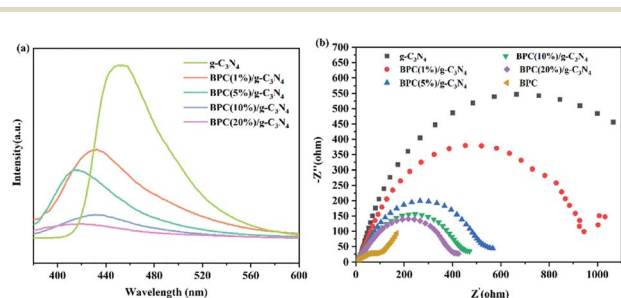 (a)
g-C₃N₄
BPC(1%)/g-C₃N₄
BPC(5%)/g-C₃N₄
BPC(10%)/g-C₃N₄
BPC(20%)/g-C₃N₄
Intensity(a.u.)
400 440 480 520 560 600
Wavelength (nm)
(b)
700
650
600
550
500
450
400
350
300
250
200
150
100
50
0
-Z''(ohm)
g-C₃N₄ BPC(10%)/g-C₃N₄
BPC(1%)/g-C₃N₄ BPC(20%)/g-C₃N₄
BPC(5%)/g-C₃N₄ BPC
0 200 400 600 800 1000
Z'(ohm)